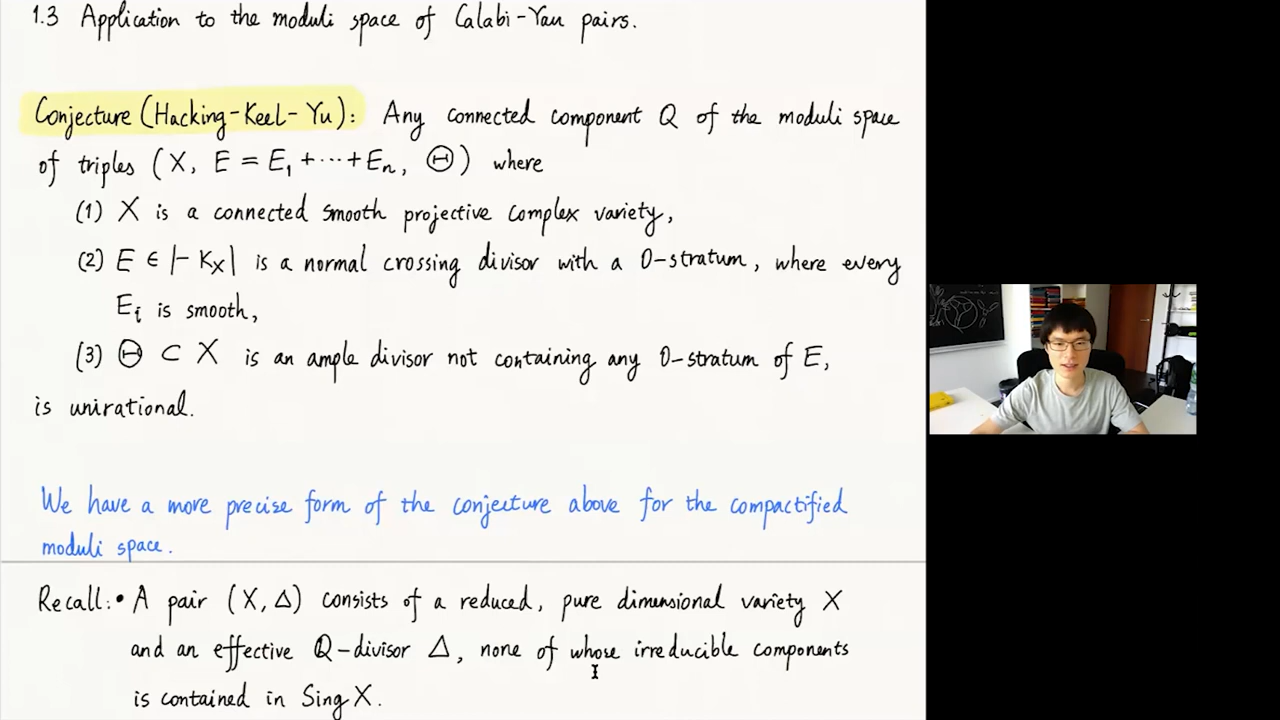 1.3 Application to the moduli space of Calabi-Yau pairs.
Conjecture (Hacking-Keel-Yu): Any connected component Q of the moduli space
of triples (X, E = E₁ + ⋯ + Eₙ, Θ) where
(1) X is a connected smooth projective complex variety,
(2) E ∈ |-K_X| is a normal crossing divisor with a 0-stratum, where every
Eᵢ is smooth,
(3) Θ ⊂ X is an ample divisor not containing any 0-stratum of E,
is unirational.
We have a more precise form of the conjecture above for the compactified
moduli space.
Recall: • A pair (X, Δ) consists of a reduced, pure dimensional variety X
and an effective Q-divisor Δ, none of whose irreducible components
is contained in Sing X.